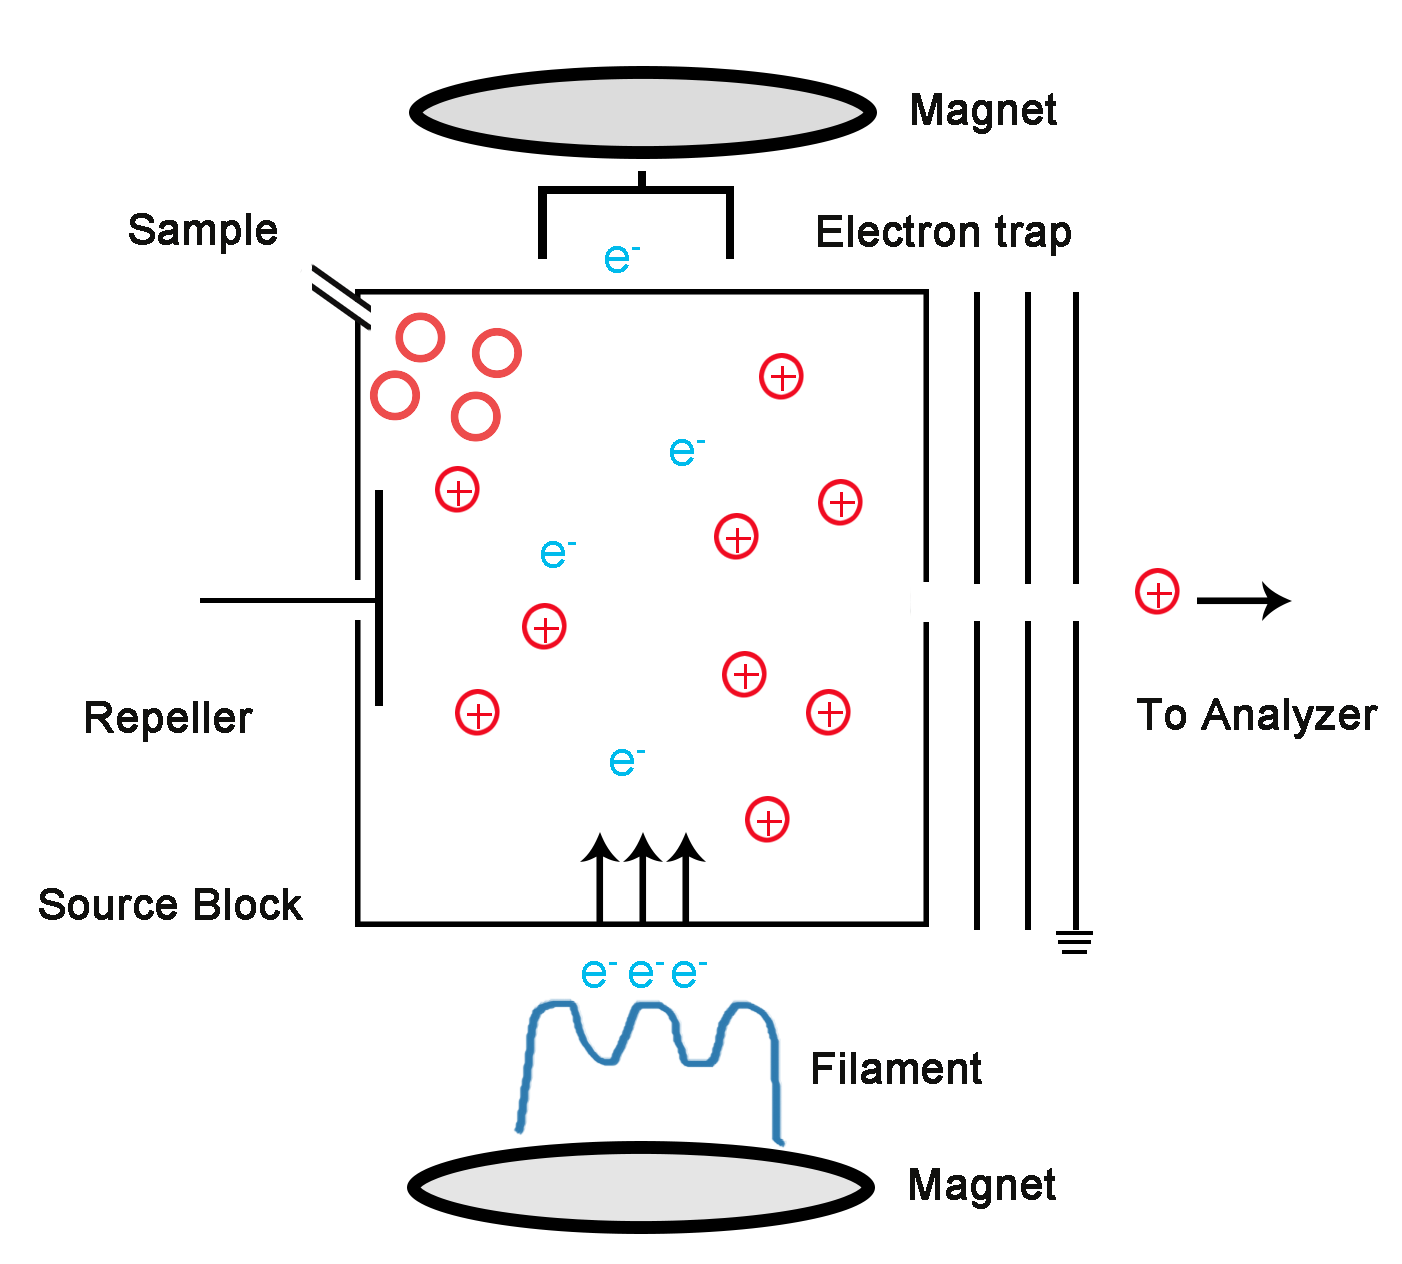 Magnet
Sample
Electron trap
e⁻
e⁻
e⁻
Repeller
To Analyzer
e⁻
Source Block
e⁻ e⁻ e⁻
Filament
Magnet